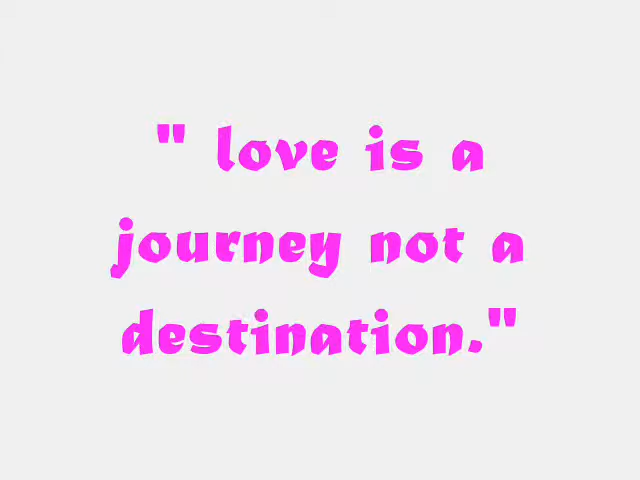 " love is a
journey not a
destination."